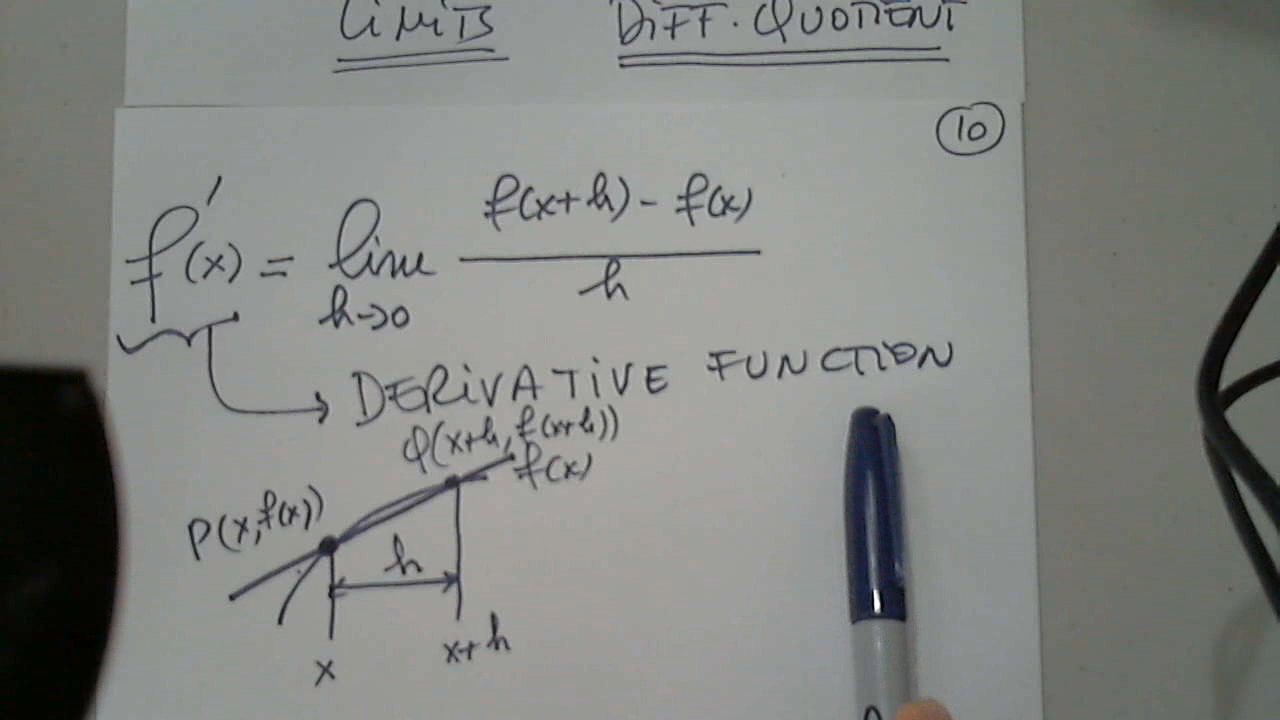 LiMiTS DiFF. QUOTIENT
10
f'(x) = lim f(x+h) - f(x)
h→0 h
DERiVATiVE FUNCTION
Q(x+h, f(x+h))
f(x)
P(x, f(x))
h
x+h
x